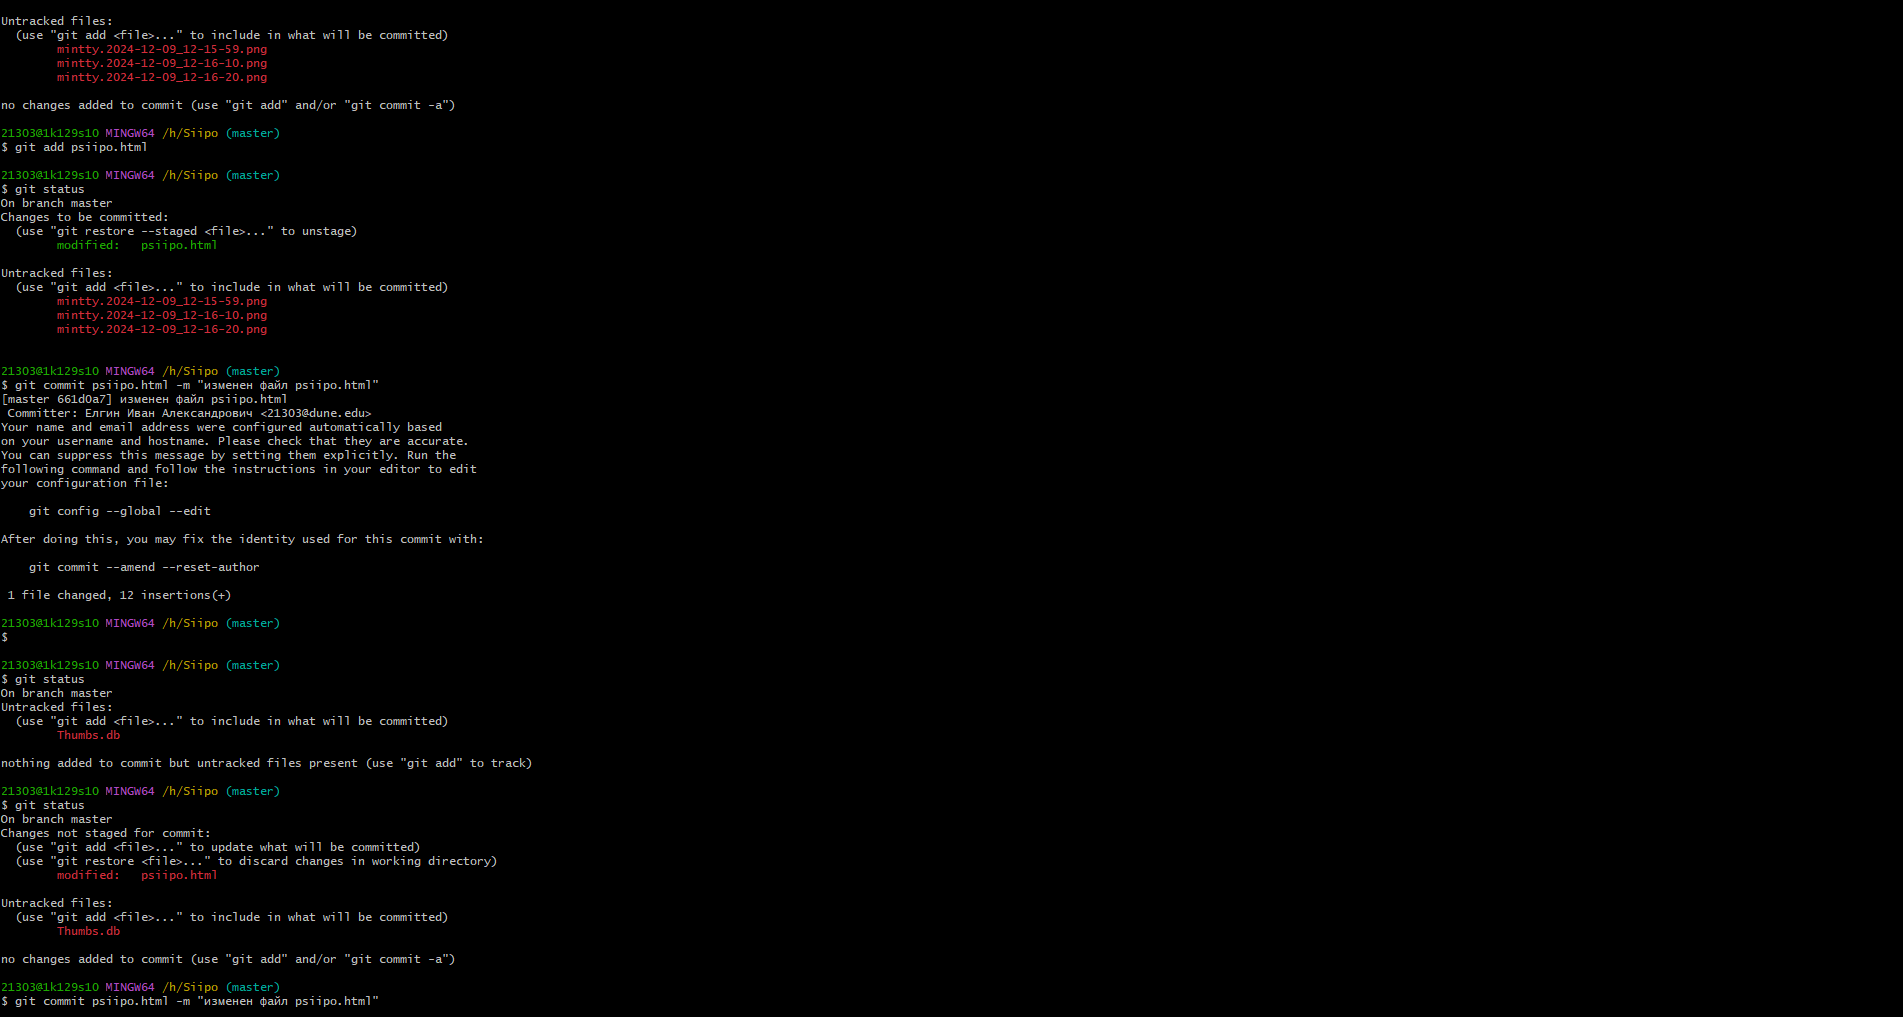 Untracked files:
  (use "git add <file>..." to include in what will be committed)
        mintty.2024-12-09_12-15-59.png
        mintty.2024-12-09_12-16-10.png
        mintty.2024-12-09_12-16-20.png

no changes added to commit (use "git add" and/or "git commit -a")

21303@1k129s10 MINGW64 /h/Siipo (master)
$ git add psiipo.html

21303@1k129s10 MINGW64 /h/Siipo (master)
$ git status
On branch master
Changes to be committed:
  (use "git restore --staged <file>..." to unstage)
        modified:   psiipo.html

Untracked files:
  (use "git add <file>..." to include in what will be committed)
        mintty.2024-12-09_12-15-59.png
        mintty.2024-12-09_12-16-10.png
        mintty.2024-12-09_12-16-20.png


21303@1k129s10 MINGW64 /h/Siipo (master)
$ git commit psiipo.html -m "изменен файл psiipo.html"
[master 661d0a7] изменен файл psiipo.html
 Committer: Елгин Иван Александрович <21303@dune.edu>
Your name and email address were configured automatically based
on your username and hostname. Please check that they are accurate.
You can suppress this message by setting them explicitly. Run the
following command and follow the instructions in your editor to edit
your configuration file:

    git config --global --edit

After doing this, you may fix the identity used for this commit with:

    git commit --amend --reset-author

 1 file changed, 12 insertions(+)

21303@1k129s10 MINGW64 /h/Siipo (master)
$

21303@1k129s10 MINGW64 /h/Siipo (master)
$ git status
On branch master
Untracked files:
  (use "git add <file>..." to include in what will be committed)
        Thumbs.db

nothing added to commit but untracked files present (use "git add" to track)

21303@1k129s10 MINGW64 /h/Siipo (master)
$ git status
On branch master
Changes not staged for commit:
  (use "git add <file>..." to update what will be committed)
  (use "git restore <file>..." to discard changes in working directory)
        modified:   psiipo.html

Untracked files:
  (use "git add <file>..." to include in what will be committed)
        Thumbs.db

no changes added to commit (use "git add" and/or "git commit -a")

21303@1k129s10 MINGW64 /h/Siipo (master)
$ git commit psiipo.html -m "изменен файл psiipo.html"